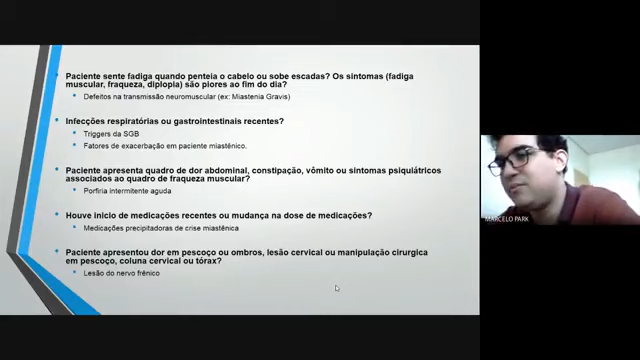 Paciente sente fadiga quando penteia o cabelo ou sobe escadas? Os sintomas (fadiga
muscular, fraqueza, diplopia) são piores ao fim do dia?
Defeitos na transmissão neuromuscular (ex: Miastenia Gravis)
Infecções respiratórias ou gastrointestinais recentes?
Triggers da SGB
Fatores de exacerbação em paciente miastênico.
Paciente apresenta quadro de dor abdominal, constipação, vômito ou sintomas psiquiátricos
associados ao quadro de fraqueza muscular?
Porfiria intermitente aguda
Houve inicio de medicações recentes ou mudança na dose de medicações?
Medicações precipitadoras de crise miastênica
Paciente apresentou dor em pescoço ou ombros, lesão cervical ou manipulação cirurgica
em pescoço, coluna cervical ou tórax?
Lesão do nervo frênico
MARCELO PARK